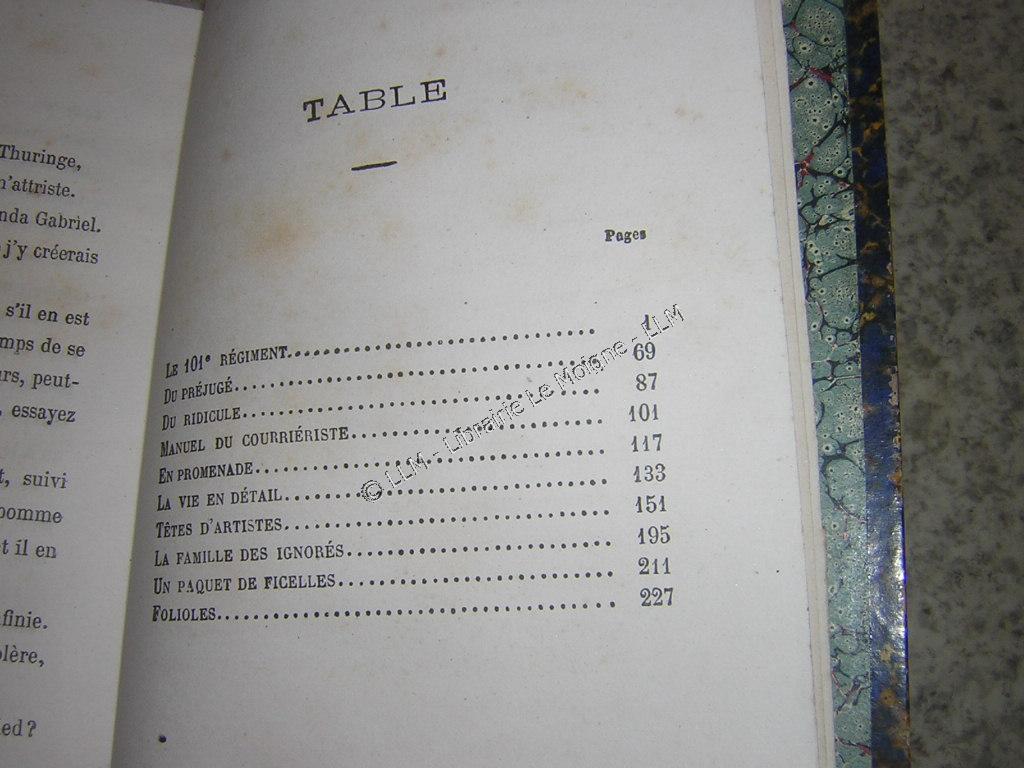 Thuringe,
n'attriste.
nda Gabriel.
j'y créerais
s'il en est
mps de se
urs, peut-
, essayez
t, suivi
pomme
t il en
finie.
olère,
ed ?
TABLE
Pages
LE 101e RÉGIMENT........................................ 1
DU PRÉJUGÉ........................................ 69
DU RIDICULE........................................ 87
MANUEL DU COURRIÉRISTE........................................ 101
EN PROMENADE........................................ 117
LA VIE EN DÉTAIL........................................ 133
TÊTES D'ARTISTES........................................ 151
LA FAMILLE DES IGNORÉS........................................ 195
UN PAQUET DE FICELLES........................................ 211
FOLIOLES........................................ 227
© LLM - Librairie Le Moigne - LLM